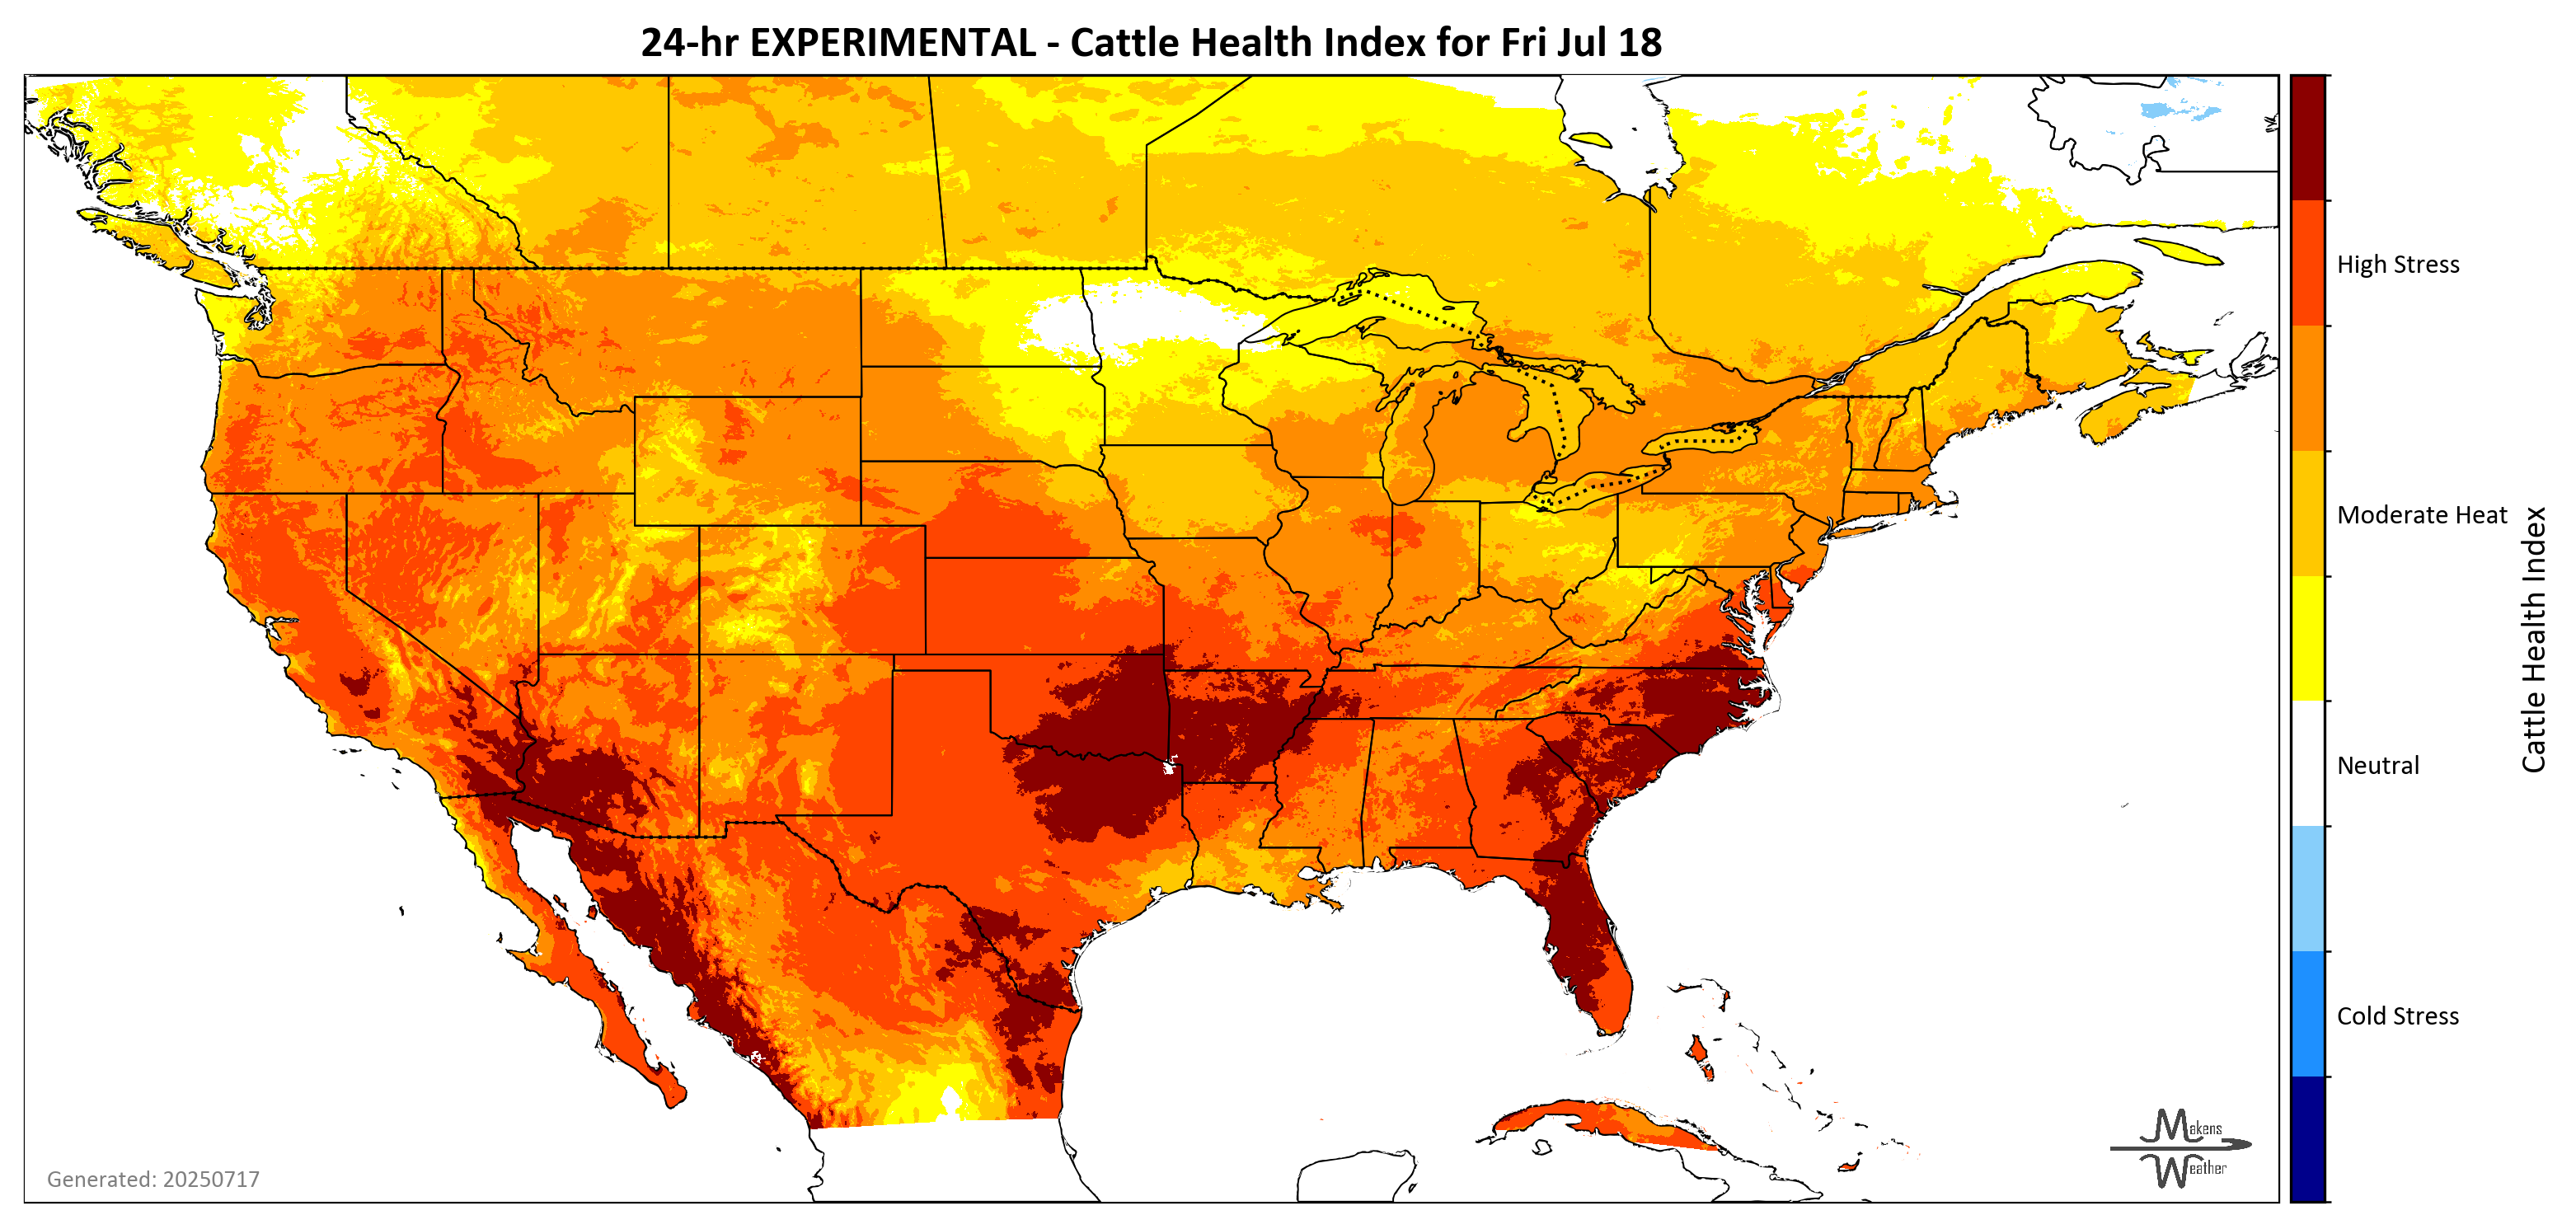 24-hr EXPERIMENTAL - Cattle Health Index for Fri Jul 18
High Stress
Moderate Heat
Neutral
Cold Stress
Cattle Health Index
Generated: 20250717
Makens
Weather